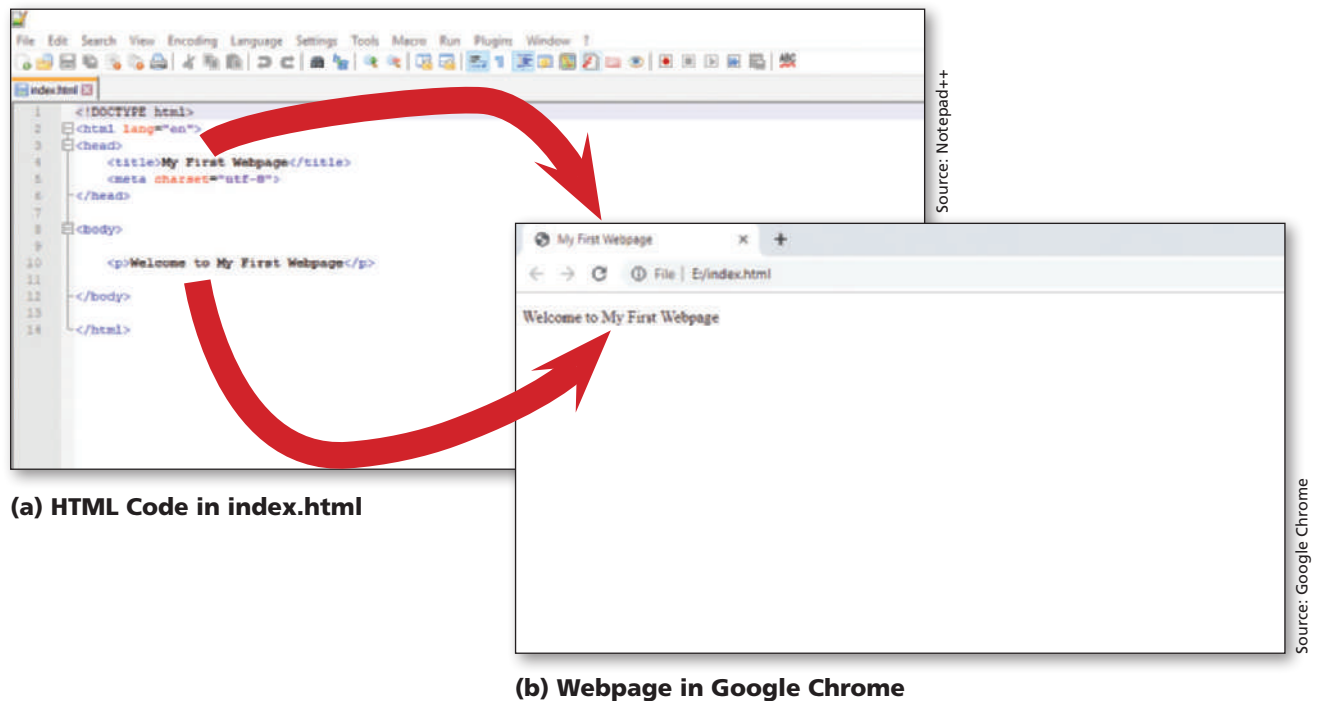 File Edit Search View Encoding Language Settings Tools Macro Run Plugins Window ?
index.html
1 <!DOCTYPE html>
2 <html lang="en">
3 <head>
4 <title>My First Webpage</title>
5 <meta charset="utf-8">
6 </head>
7
8 <body>
9
10 <p>Welcome to My First Webpage</p>
11
12 </body>
13
14 </html>
Source: Notepad++
(a) HTML Code in index.html
My First Webpage
File | E:/index.html
Welcome to My First Webpage
Source: Google Chrome
(b) Webpage in Google Chrome